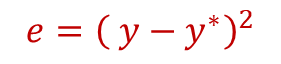 e = ( y − y*)²